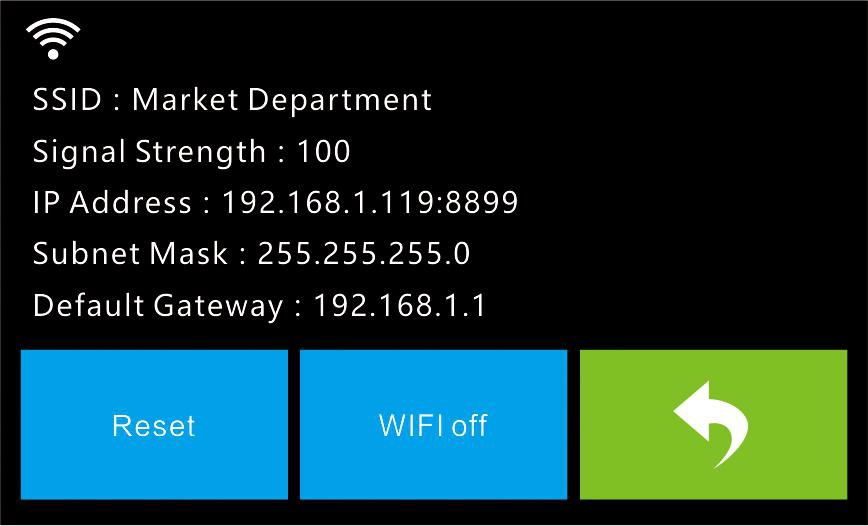 SSID : Market Department
Signal Strength : 100
IP Address : 192.168.1.119:8899
Subnet Mask : 255.255.255.0
Default Gateway : 192.168.1.1
Reset
WIFI off